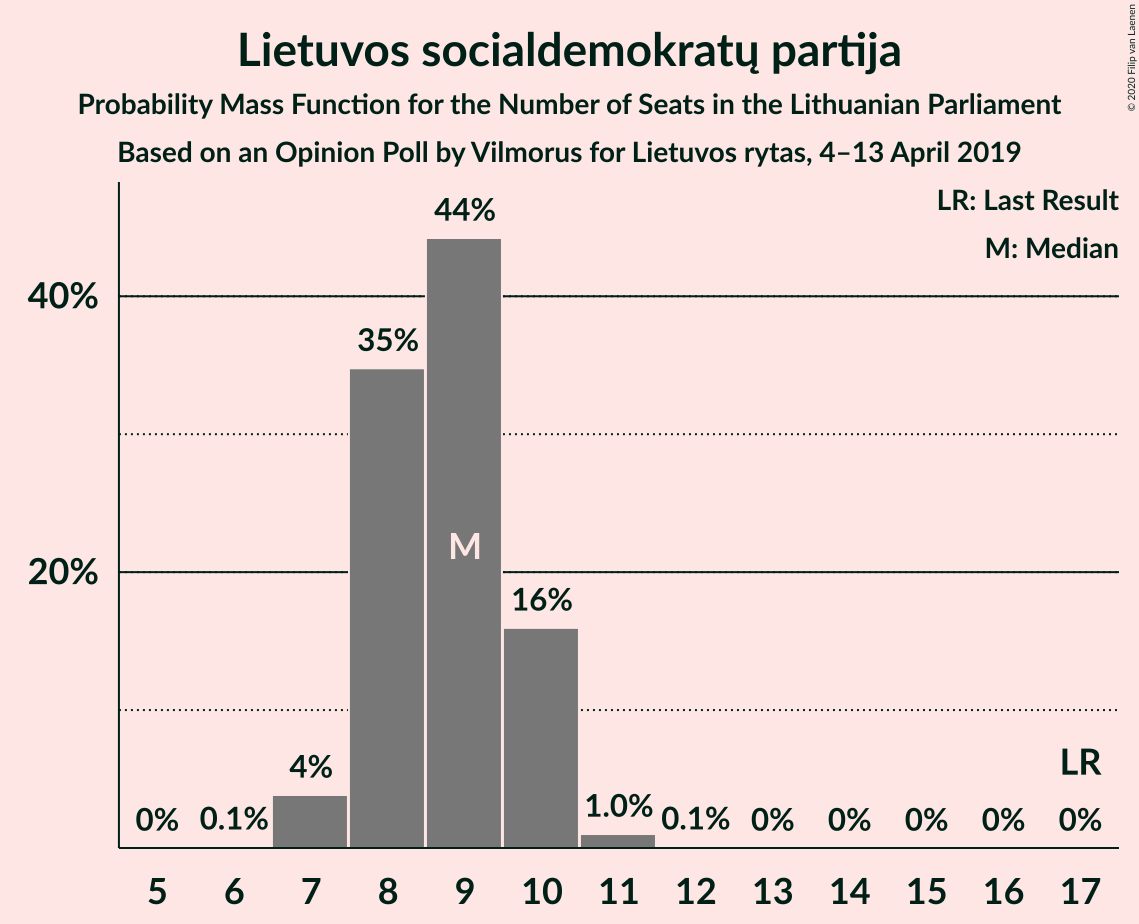 Lietuvos socialdemokratų partija
Probability Mass Function for the Number of Seats in the Lithuanian Parliament
Based on an Opinion Poll by Vilmorus for Lietuvos rytas, 4–13 April 2019
© 2020 Filip van Laenen
LR: Last Result
M: Median
44%
40%
35%
M
20%
16%
4%
LR
0% 0.1% 1.0% 0.1% 0% 0% 0% 0% 0%
5 6 7 8 9 10 11 12 13 14 15 16 17